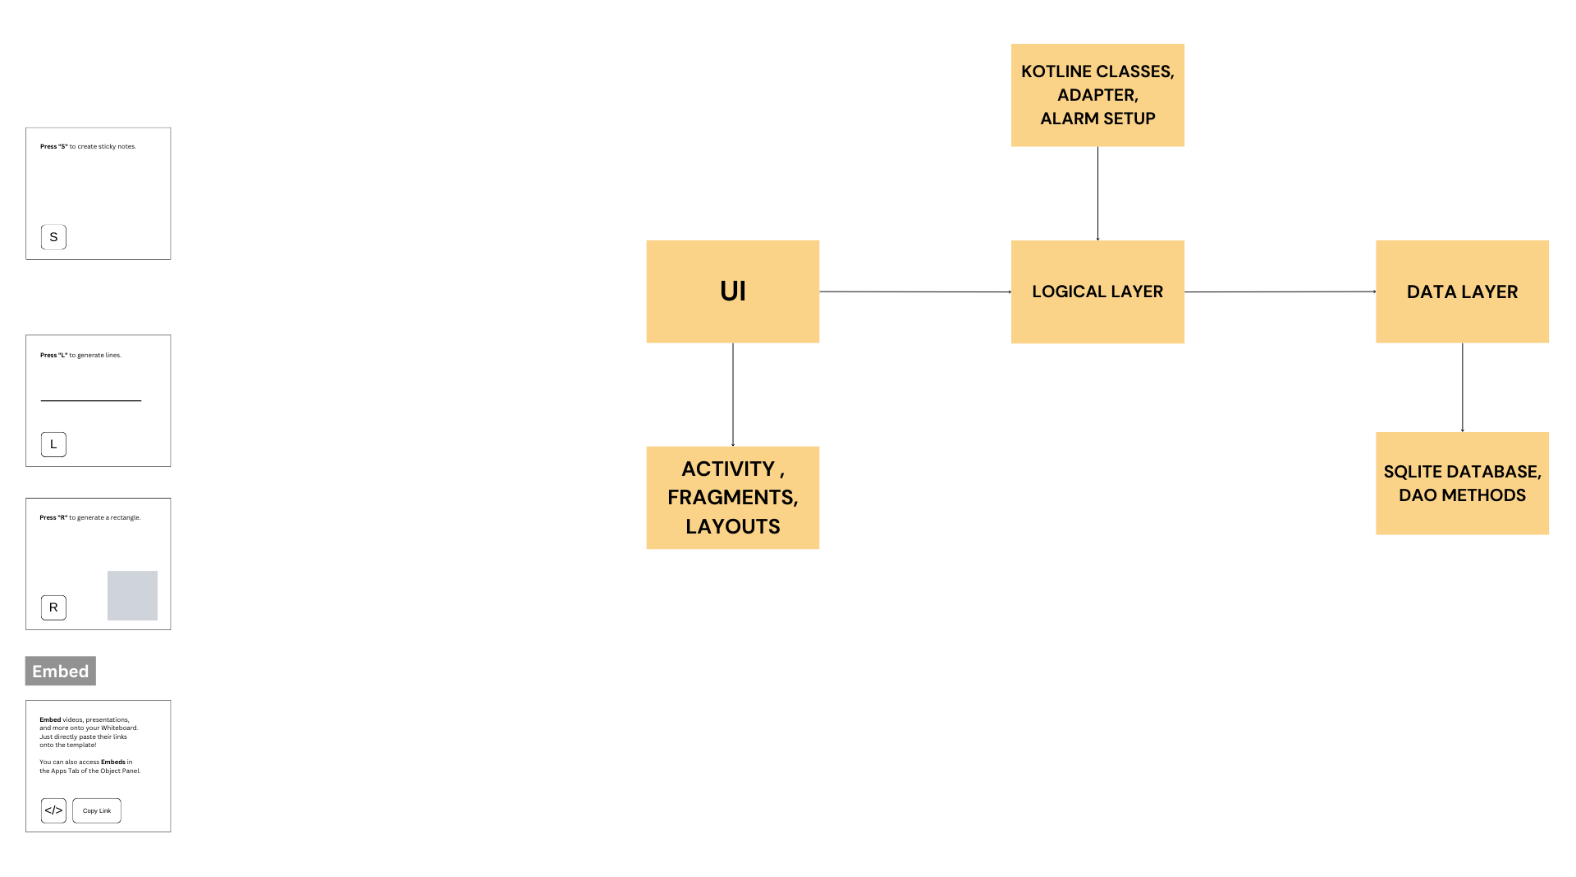 Press "S" to create sticky notes.
S
Press "L" to generate lines.
L
Press "R" to generate a rectangle.
R
Embed
Embed videos, presentations,
and more onto your Whiteboard.
Just directly paste their links
onto the template!
You can also access Embeds in
the Apps Tab of the Object Panel.
</>
Copy Link
KOTLINE CLASSES,
ADAPTER,
ALARM SETUP
UI
LOGICAL LAYER
DATA LAYER
ACTIVITY ,
FRAGMENTS,
LAYOUTS
SQLITE DATABASE,
DAO METHODS